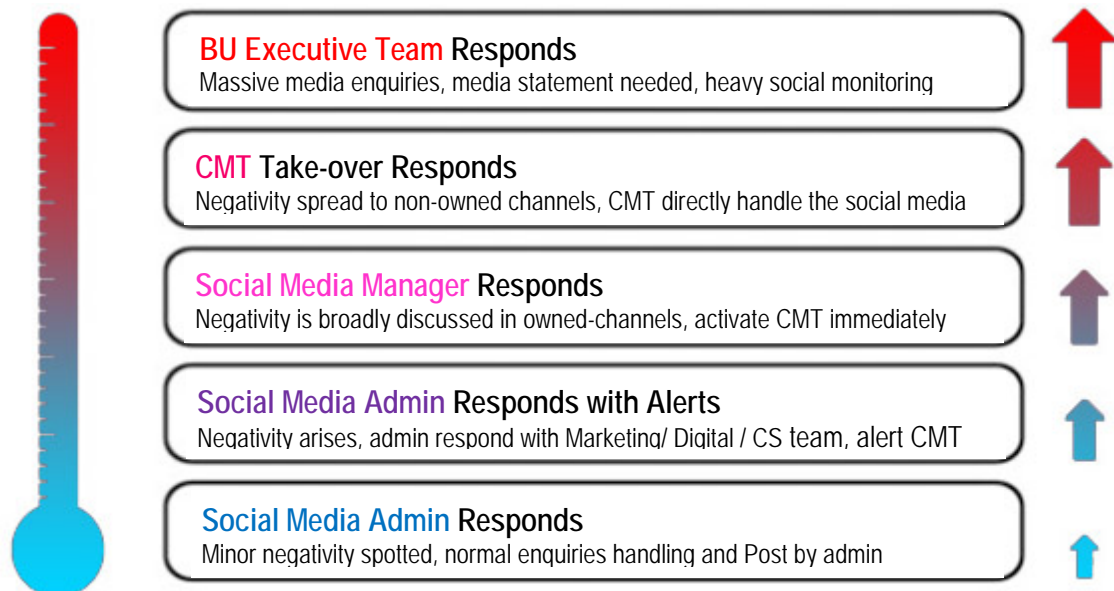 BU Executive Team Responds
Massive media enquiries, media statement needed, heavy social monitoring
CMT Take-over Responds
Negativity spread to non-owned channels, CMT directly handle the social media
Social Media Manager Responds
Negativity is broadly discussed in owned-channels, activate CMT immediately
Social Media Admin Responds with Alerts
Negativity arises, admin respond with Marketing/ Digital / CS team, alert CMT
Social Media Admin Responds
Minor negativity spotted, normal enquiries handling and Post by admin